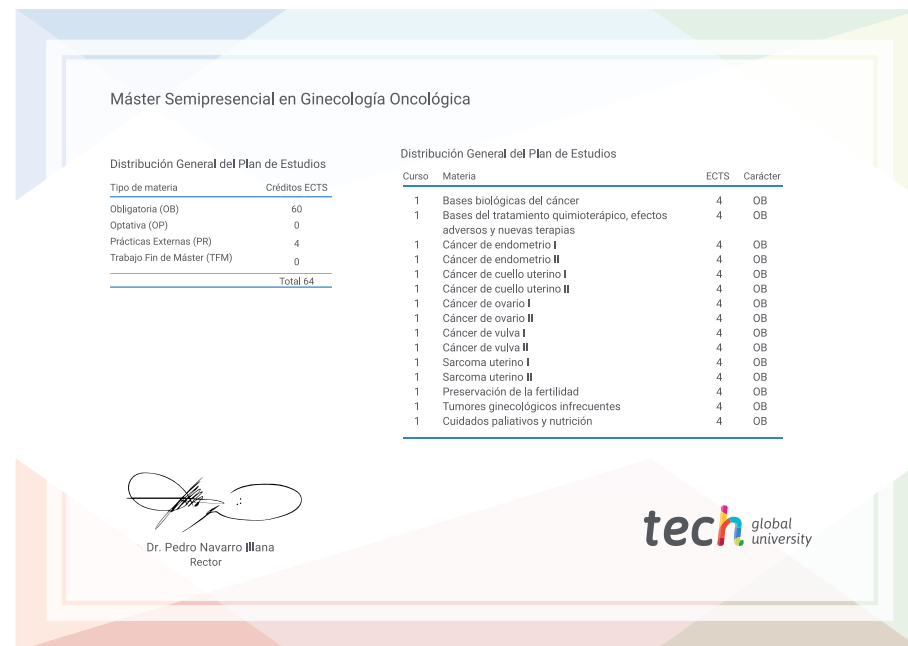 Máster Semipresencial en Ginecología Oncológica
Distribución General del Plan de Estudios
Tipo de materia Créditos ECTS
Obligatoria (OB) 60
Optativa (OP) 0
Prácticas Externas (PR) 4
Trabajo Fin de Máster (TFM) 0
Total 64
Distribución General del Plan de Estudios
Curso Materia ECTS Carácter
1 Bases biológicas del cáncer 4 OB
1 Bases del tratamiento quimioterápico, efectos 4 OB
adversos y nuevas terapias
1 Cáncer de endometrio I 4 OB
1 Cáncer de endometrio II 4 OB
1 Cáncer de cuello uterino I 4 OB
1 Cáncer de cuello uterino II 4 OB
1 Cáncer de ovario I 4 OB
1 Cáncer de ovario II 4 OB
1 Cáncer de vulva I 4 OB
1 Cáncer de vulva II 4 OB
1 Sarcoma uterino I 4 OB
1 Sarcoma uterino II 4 OB
1 Preservación de la fertilidad 4 OB
1 Tumores ginecológicos infrecuentes 4 OB
1 Cuidados paliativos y nutrición 4 OB
Dr. Pedro Navarro Illana
Rector
tech global
university